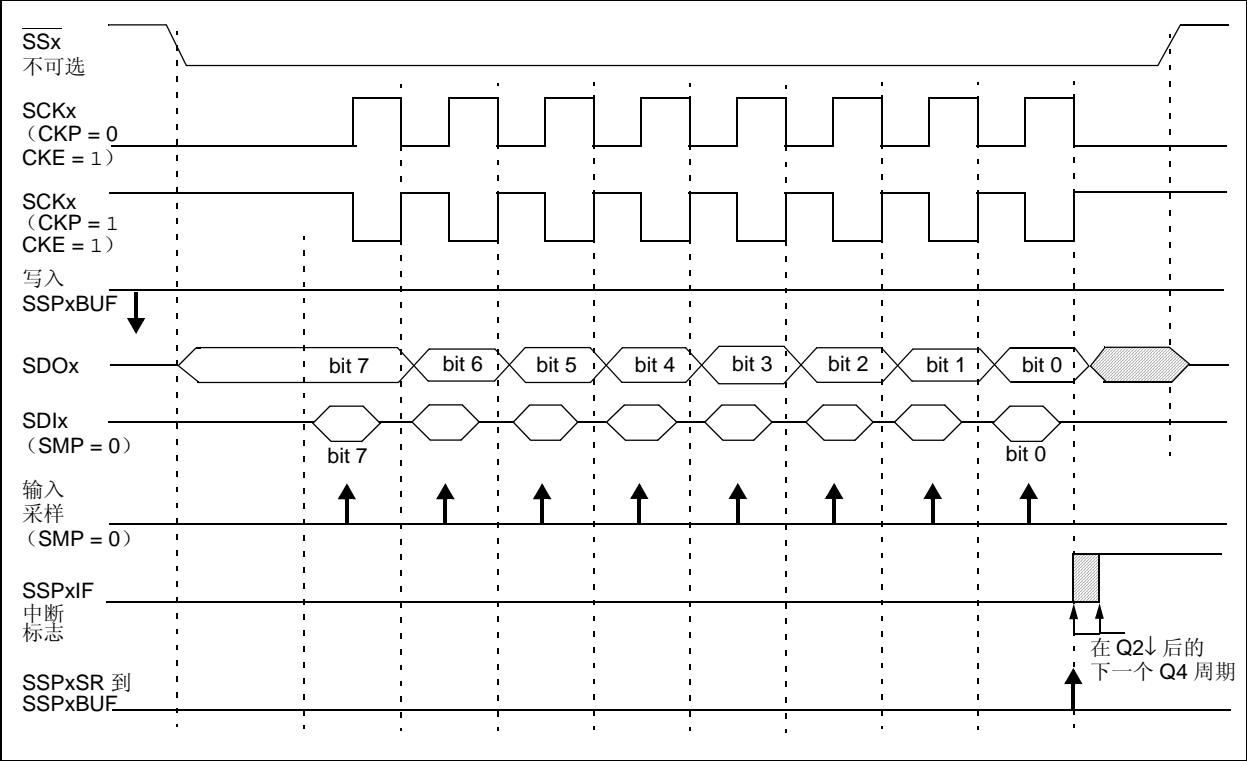 SSx
不可选
SCKx
（CKP = 0
CKE = 1）
SCKx
（CKP = 1
CKE = 1）
写入
SSPxBUF
SDOx
bit 7 bit 6 bit 5 bit 4 bit 3 bit 2 bit 1 bit 0
SDIx
（SMP = 0）
bit 7 bit 0
输入
采样
（SMP = 0）
SSPxIF
中断
标志
在 Q2↓ 后的
下一个 Q4 周期
SSPxSR 到
SSPxBUF